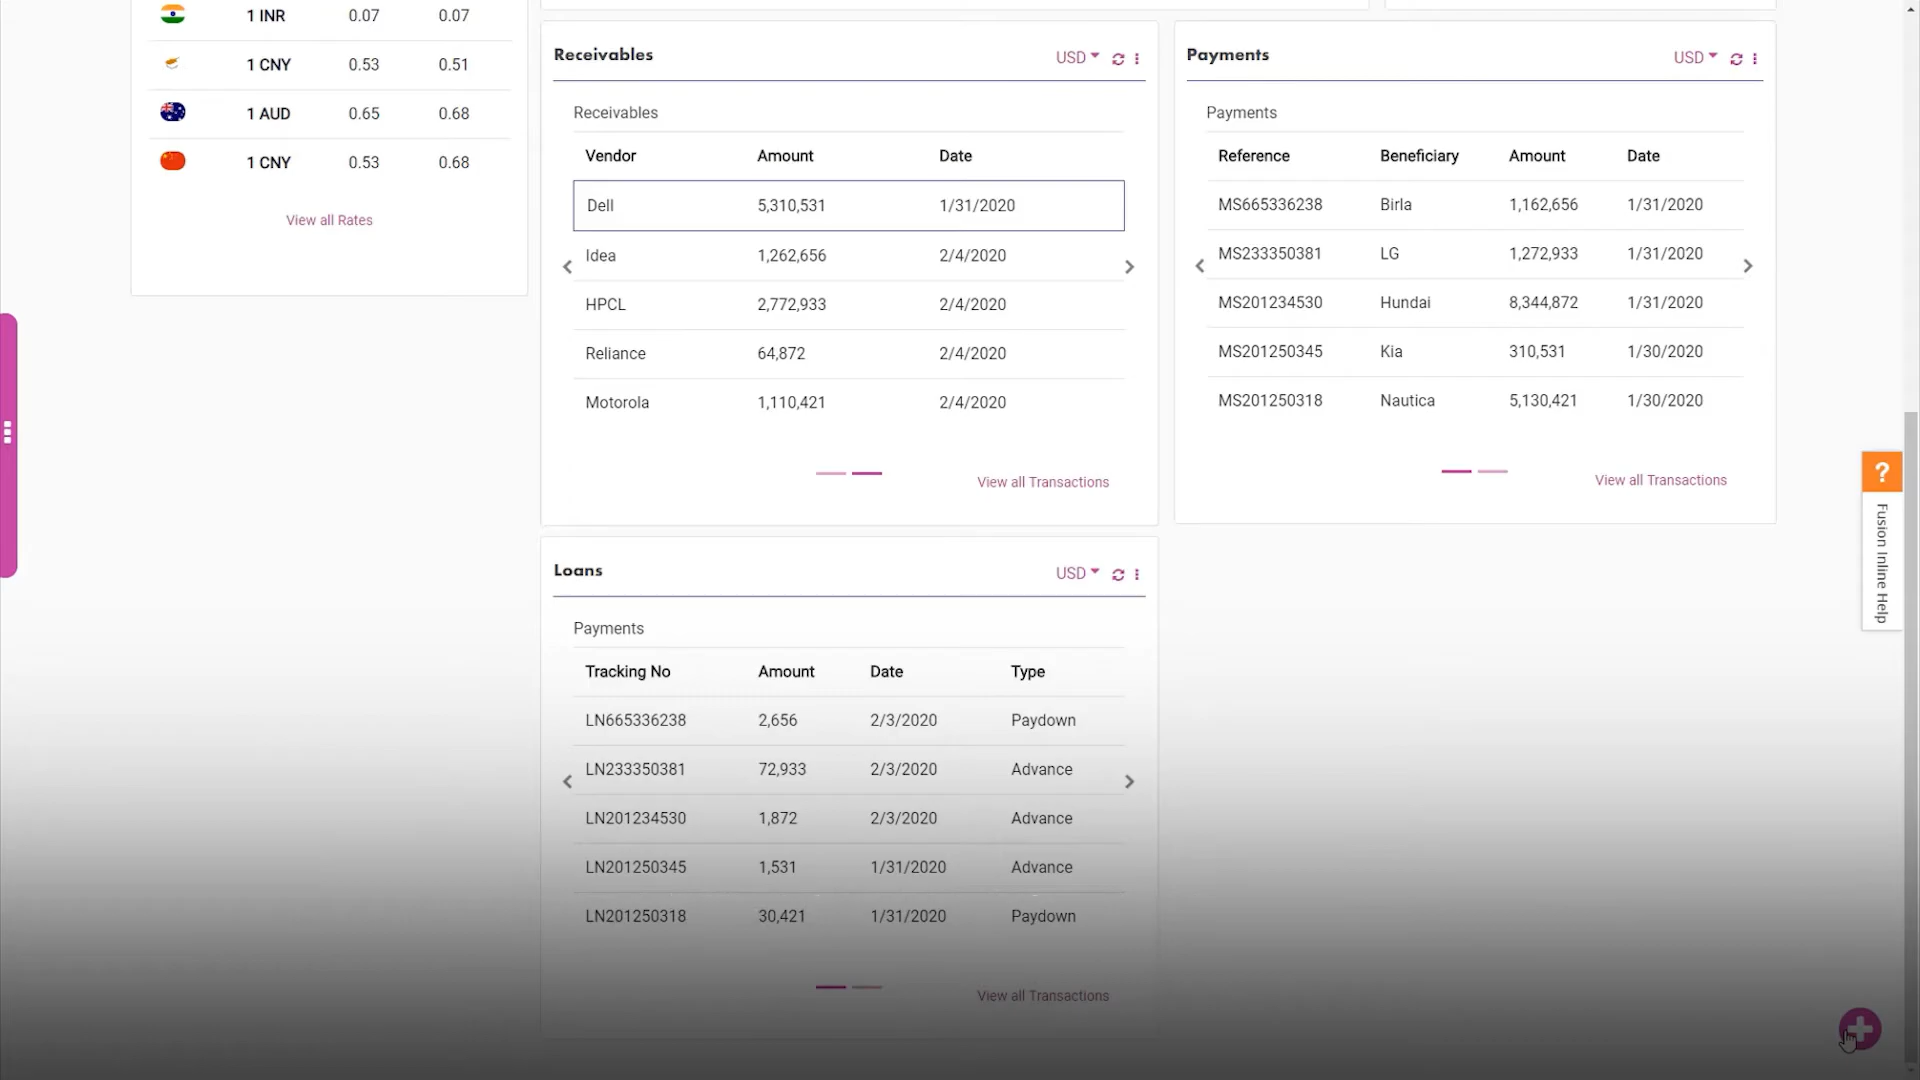 1 INR 0.07 0.07
1 CNY 0.53 0.51
1 AUD 0.65 0.68
1 CNY 0.53 0.68
View all Rates
Receivables USD
Receivables
Vendor Amount Date
Dell 5,310,531 1/31/2020
Idea 1,262,656 2/4/2020
HPCL 2,772,933 2/4/2020
Reliance 64,872 2/4/2020
Motorola 1,110,421 2/4/2020
View all Transactions
Payments USD
Payments
Reference Beneficiary Amount Date
MS665336238 Birla 1,162,656 1/31/2020
MS233350381 LG 1,272,933 1/31/2020
MS201234530 Hundai 8,344,872 1/31/2020
MS201250345 Kia 310,531 1/30/2020
MS201250318 Nautica 5,130,421 1/30/2020
View all Transactions
Loans USD
Payments
Tracking No Amount Date Type
LN665336238 2,656 2/3/2020 Paydown
LN233350381 72,933 2/3/2020 Advance
LN201234530 1,872 2/3/2020 Advance
LN201250345 1,531 1/31/2020 Advance
LN201250318 30,421 1/31/2020 Paydown
View all Transactions
?
Fusion Inline Help